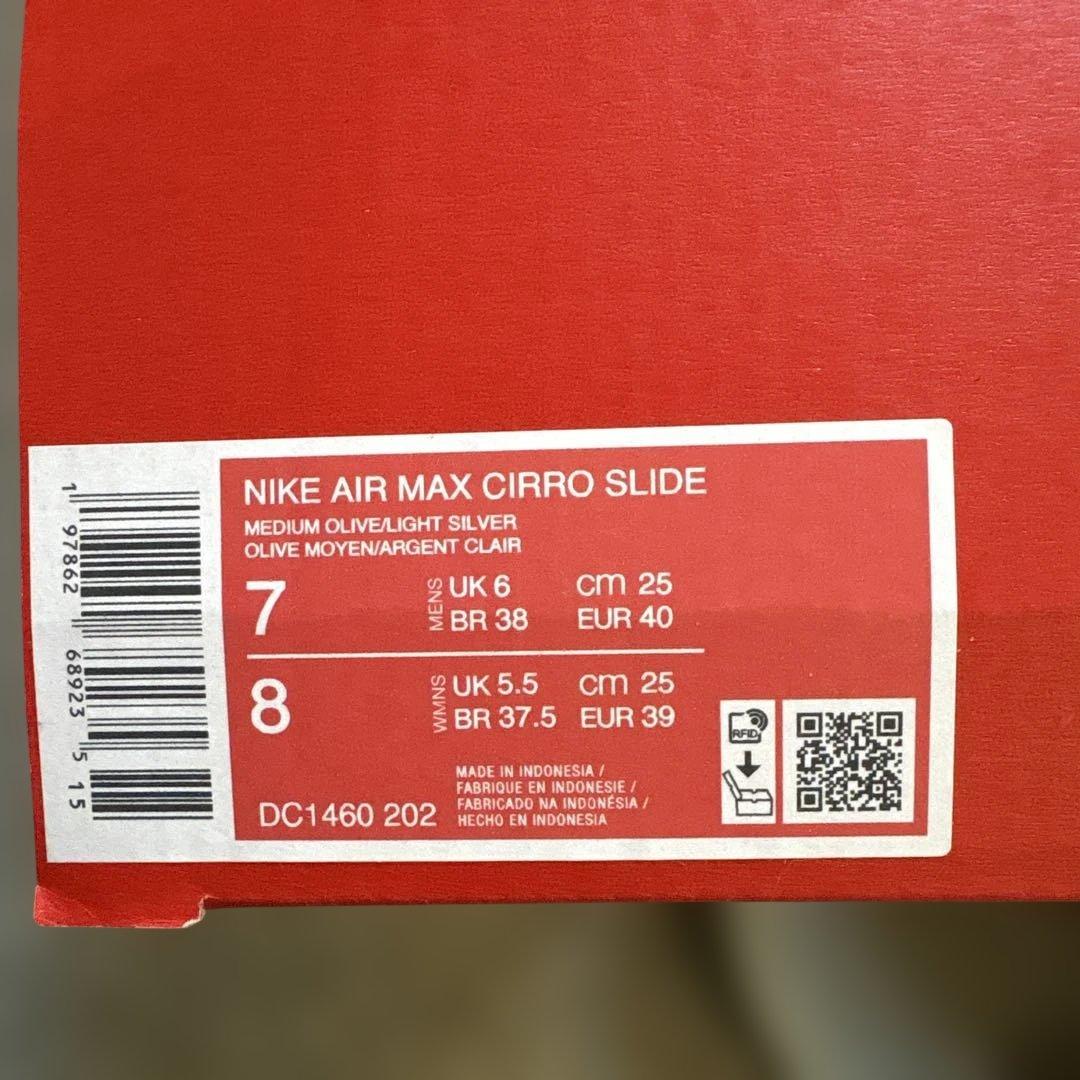 NIKE AIR MAX CIRRO SLIDE
MEDIUM OLIVE/LIGHT SILVER
OLIVE MOYEN/ARGENT CLAIR
7 MENS UK 6 cm 25
BR 38 EUR 40
8 WMNS UK 5.5 cm 25
BR 37.5 EUR 39
DC1460 202
MADE IN INDONESIA /
FABRIQUE EN INDONESIE /
FABRICADO NA INDONÉSIA /
HECHO EN INDONESIA
RFID
1 97862 68923 5 15